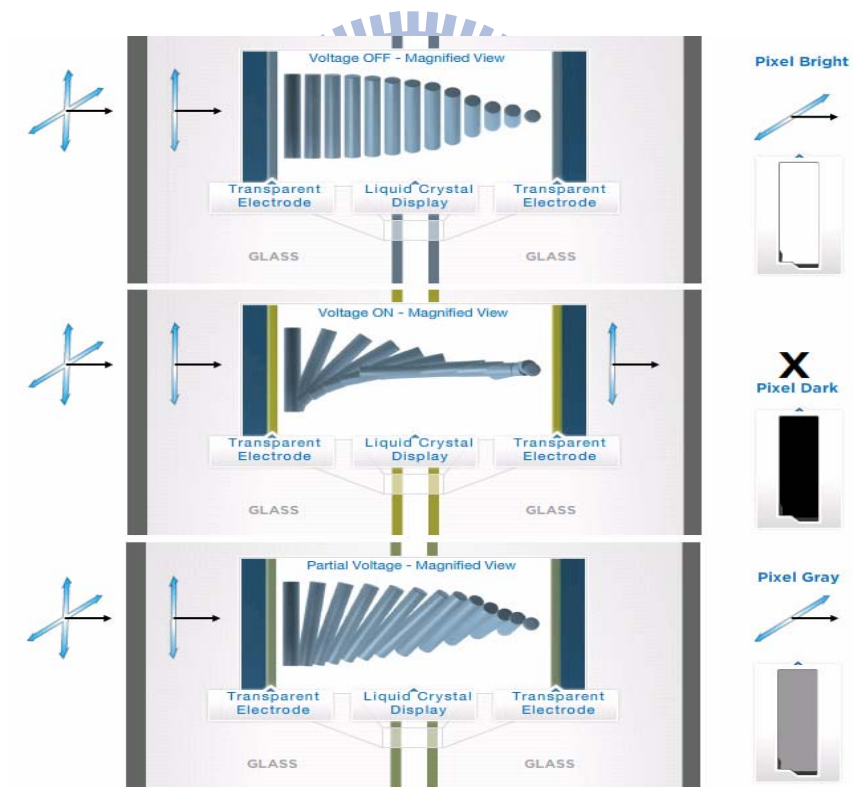 Voltage OFF - Magnified View
Pixel Bright
Transparent Electrode
Liquid Crystal Display
Transparent Electrode
GLASS
GLASS
Voltage ON - Magnified View
X
Pixel Dark
Transparent Electrode
Liquid Crystal Display
Transparent Electrode
GLASS
GLASS
Partial Voltage - Magnified View
Pixel Gray
Transparent Electrode
Liquid Crystal Display
Transparent Electrode
GLASS
GLASS